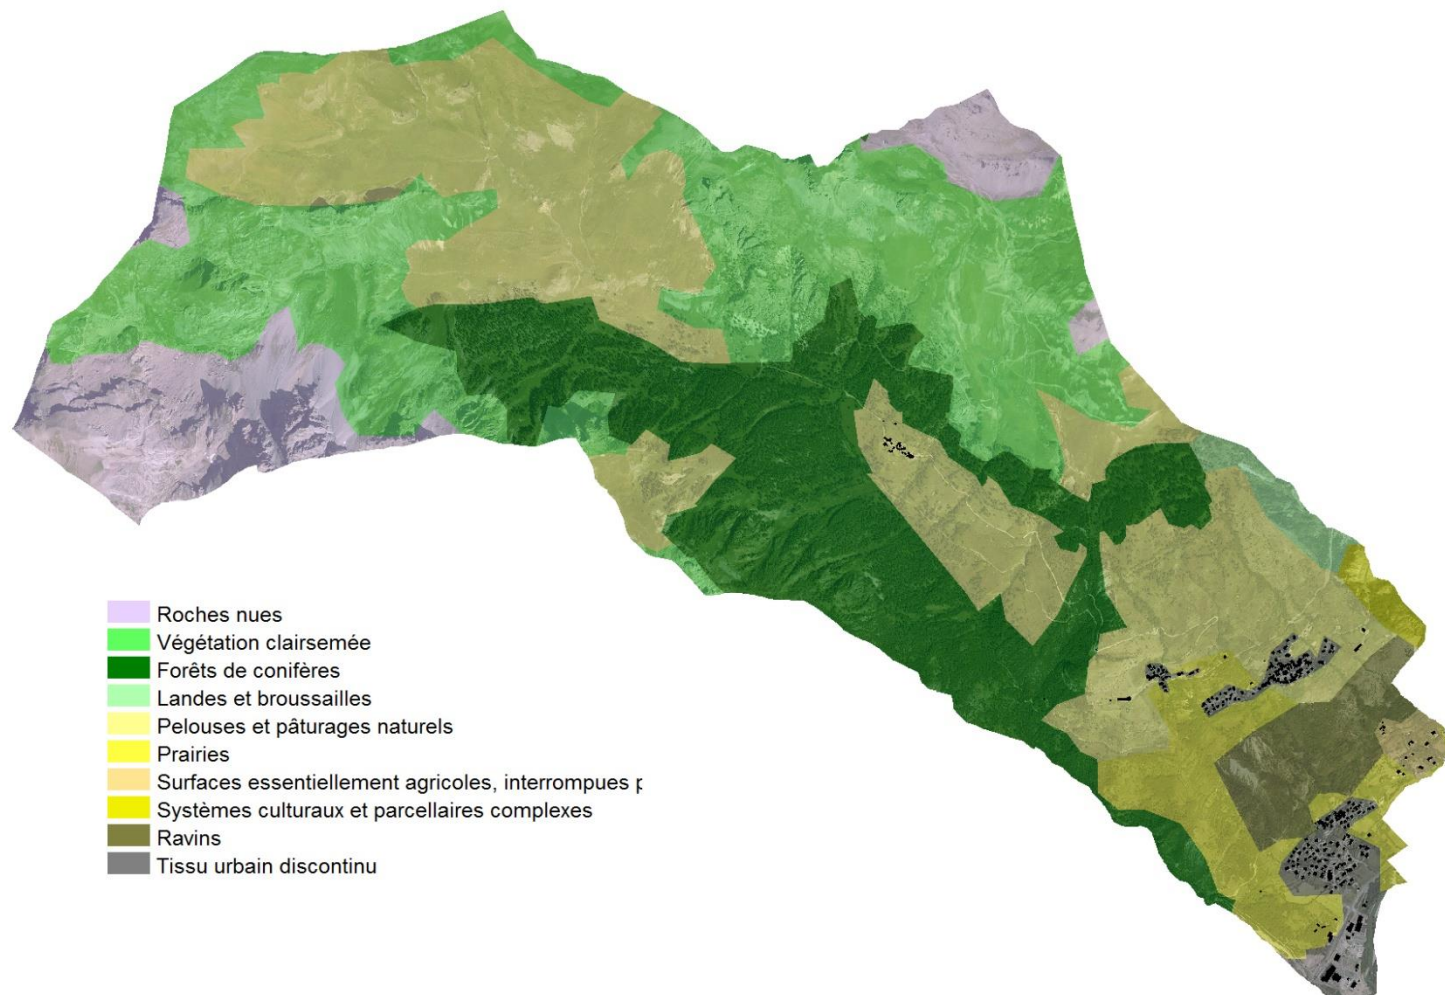 Roches nues
Végétation clairsemée
Forêts de conifères
Landes et broussailles
Pelouses et pâturages naturels
Prairies
Surfaces essentiellement agricoles, interrompues
Systèmes culturaux et parcellaires complexes
Ravins
Tissu urbain discontinu